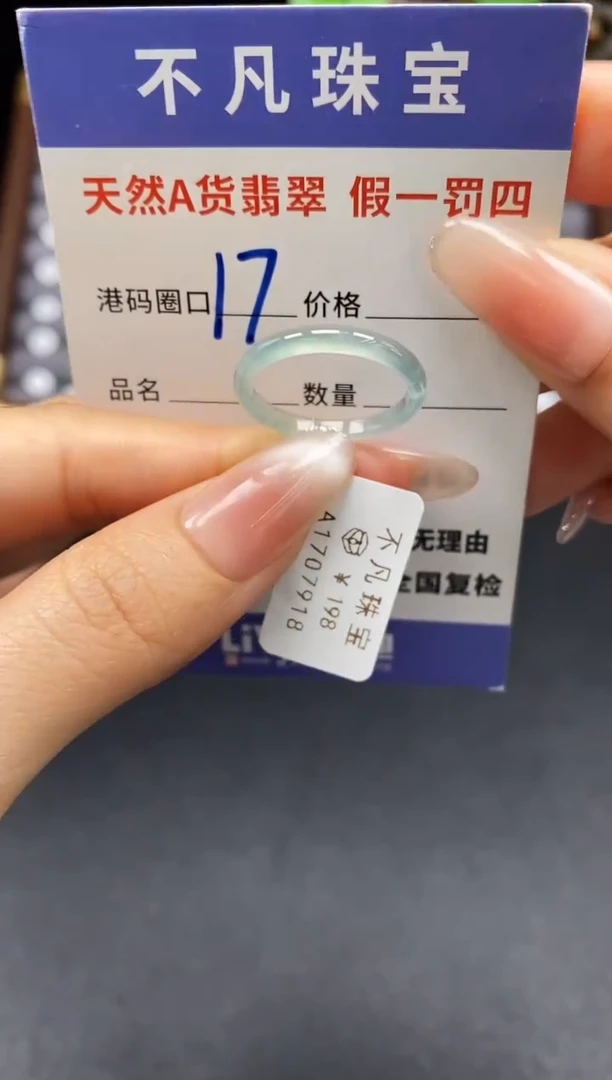 不凡珠宝
天然A货翡翠 假一罚四
港码圈口 17 价格
品名 数量
无理由
全国复检
不凡珠宝
¥198
A1707918